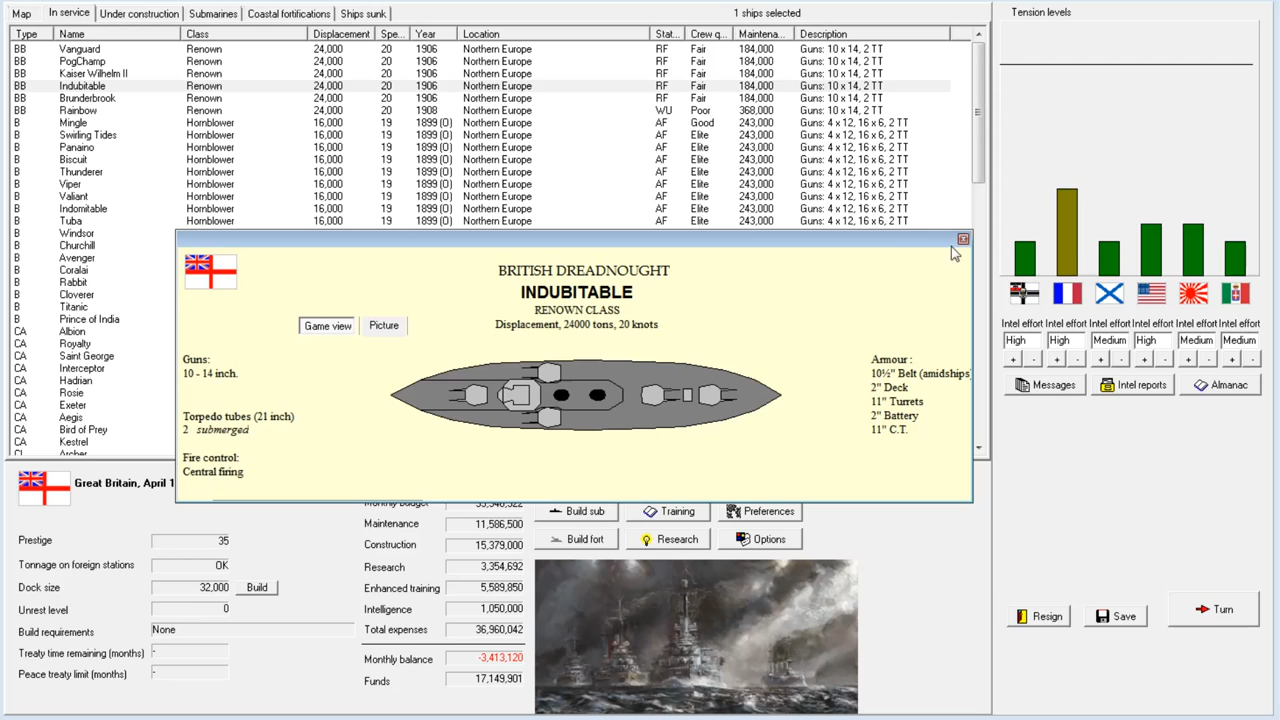 Map In service Under construction Submarines Coastal fortifications Ships sunk 1 ships selected Tension levels
Type Name Class Displacement Spe... Year Location Stat... Crew q... Maintena... Description
BB Vanguard Renown 24,000 20 1906 Northern Europe RF Fair 184,000 Guns: 10 x 14, 2 TT
BB PogChamp Renown 24,000 20 1906 Northern Europe RF Fair 184,000 Guns: 10 x 14, 2 TT
BB Kaiser Wilhelm II Renown 24,000 20 1906 Northern Europe RF Fair 184,000 Guns: 10 x 14, 2 TT
BB Indubitable Renown 24,000 20 1906 Northern Europe RF Fair 184,000 Guns: 10 x 14, 2 TT
BB Brunderbrook Renown 24,000 20 1906 Northern Europe RF Fair 184,000 Guns: 10 x 14, 2 TT
BB Rainbow Renown 24,000 20 1908 Northern Europe WU Poor 368,000 Guns: 10 x 14, 2 TT
B Mingle Hornblower 16,000 19 1899 (O) Northern Europe AF Good 243,000 Guns: 4 x 12, 16 x 6, 2 TT
B Swirling Tides Hornblower 16,000 19 1899 (O) Northern Europe AF Elite 243,000 Guns: 4 x 12, 16 x 6, 2 TT
B Panaino Hornblower 16,000 19 1899 (O) Northern Europe AF Elite 243,000 Guns: 4 x 12, 16 x 6, 2 TT
B Biscuit Hornblower 16,000 19 1899 (O) Northern Europe AF Elite 243,000 Guns: 4 x 12, 16 x 6, 2 TT
B Thunderer Hornblower 16,000 19 1899 (O) Northern Europe AF Elite 243,000 Guns: 4 x 12, 16 x 6, 2 TT
B Viper Hornblower 16,000 19 1899 (O) Northern Europe AF Elite 243,000 Guns: 4 x 12, 16 x 6, 2 TT
B Valiant Hornblower 16,000 19 1899 (O) Northern Europe AF Elite 243,000 Guns: 4 x 12, 16 x 6, 2 TT
B Indomitable Hornblower 16,000 19 1899 (O) Northern Europe AF Elite 243,000 Guns: 4 x 12, 16 x 6, 2 TT
B Tuba Hornblower 16,000 19 1899 (O) Northern Europe AF Elite 243,000 Guns: 4 x 12, 16 x 6, 2 TT
B Windsor
B Churchill
B Avenger
B Coralai
B Rabbit
B Cloverer
B Titanic
B Prince of India
CA Albion
CA Royalty
CA Saint George
CA Interceptor
CA Hadrian
CA Rosie
CA Exeter
CA Aegis
CA Bird of Prey
CA Kestrel
CL Archer
BRITISH DREADNOUGHT
INDUBITABLE
RENOWN CLASS
Displacement, 24000 tons, 20 knots
Game view Picture
Guns:
10 - 14 inch.
Torpedo tubes (21 inch)
2 submerged
Fire control:
Central firing
Armour :
10½" Belt (amidships)
2" Deck
11" Turrets
2" Battery
11" C.T.
Intel effort Intel effort Intel effort Intel effort Intel effort Intel effort
High High Medium High Medium Medium
+ - + - + - + - + - + -
Messages Intel reports Almanac
Great Britain, April 1
Prestige 35
Tonnage on foreign stations OK
Dock size 32,000 Build
Unrest level 0
Build requirements None
Treaty time remaining (months) -
Peace treaty limit (months) -
Monthly budget
Maintenance 11,586,500
Construction 15,379,000
Research 3,354,692
Enhanced training 5,589,850
Intelligence 1,050,000
Total expenses 36,960,042
Monthly balance -3,413,120
Funds 17,149,901
Build sub Training Preferences
Build fort Research Options
Resign Save Turn